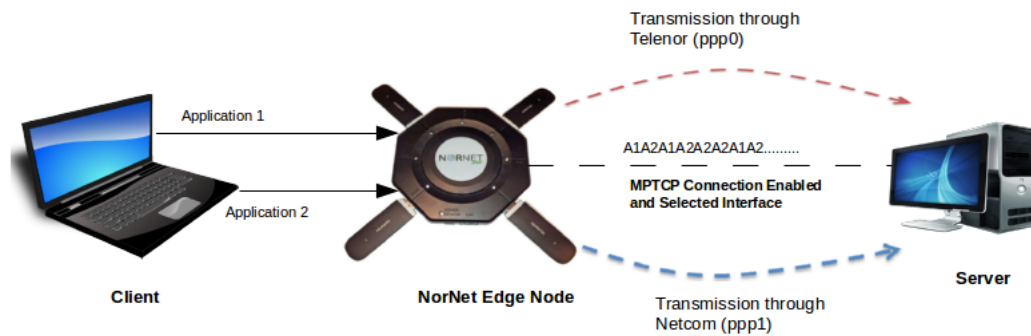 Transmission through
Telenor (ppp0)
Application 1
NORNET
A1A2A1A2A2A2A1A2.........
MPTCP Connection Enabled
and Selected Interface
Application 2
Client
NorNet Edge Node
Server
Transmission through
Netcom (ppp1)